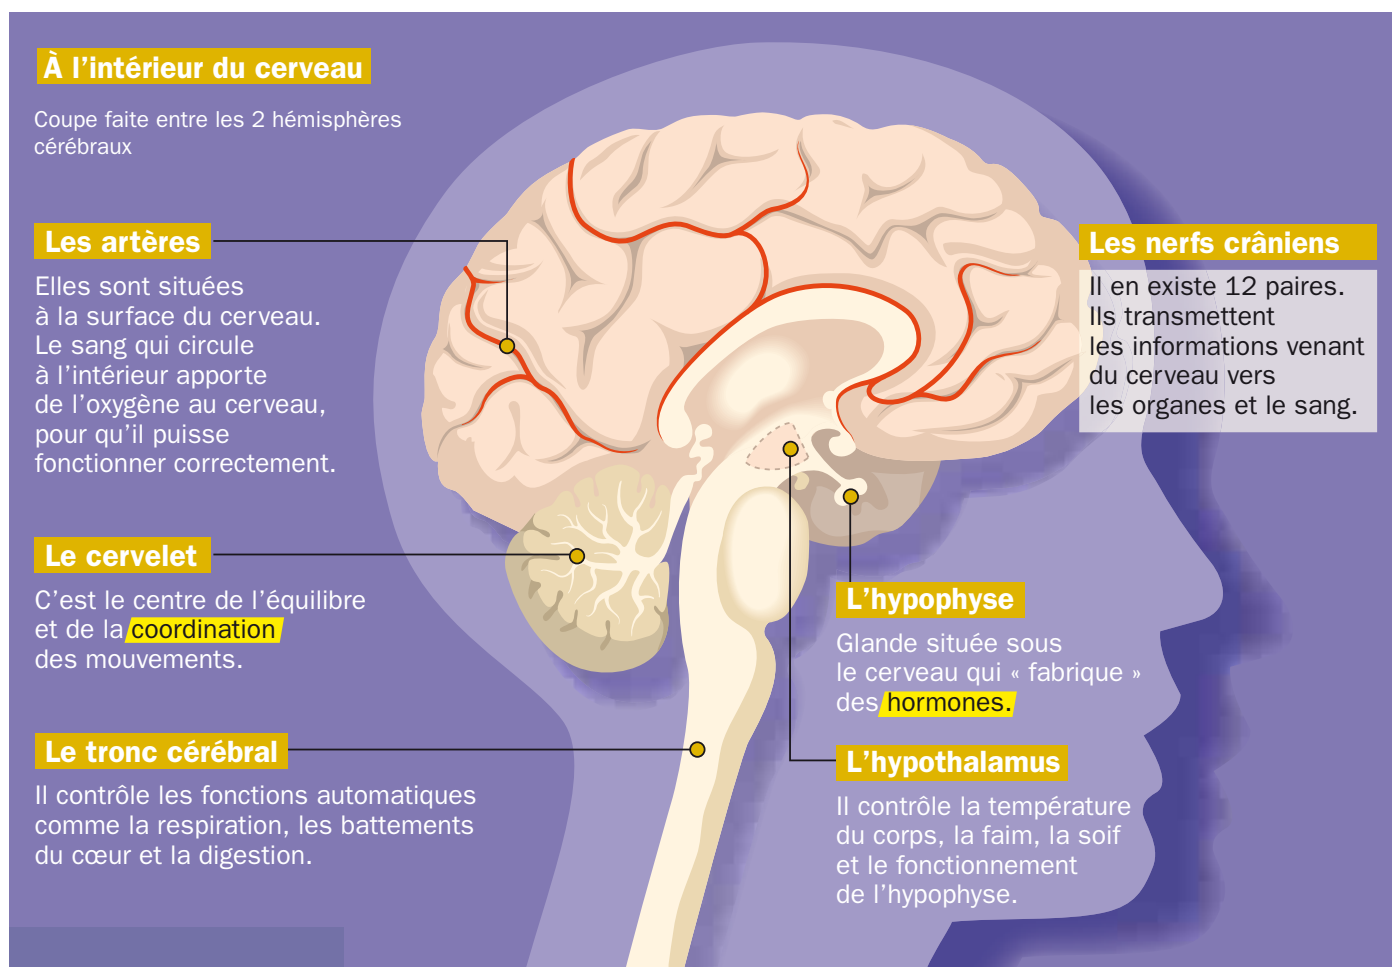 À l’intérieur du cerveau
Coupe faite entre les 2 hémisphères
cérébraux
Les artères
Elles sont situées
à la surface du cerveau.
Le sang qui circule
à l’intérieur apporte
de l’oxygène au cerveau,
pour qu’il puisse
fonctionner correctement.
Le cervelet
C’est le centre de l’équilibre
et de la coordination
des mouvements.
Le tronc cérébral
Il contrôle les fonctions automatiques
comme la respiration, les battements
du cœur et la digestion.
Les nerfs crâniens
Il en existe 12 paires.
Ils transmettent
les informations venant
du cerveau vers
les organes et le sang.
L’hypophyse
Glande située sous
le cerveau qui « fabrique »
des hormones.
L’hypothalamus
Il contrôle la température
du corps, la faim, la soif
et le fonctionnement
de l’hypophyse.